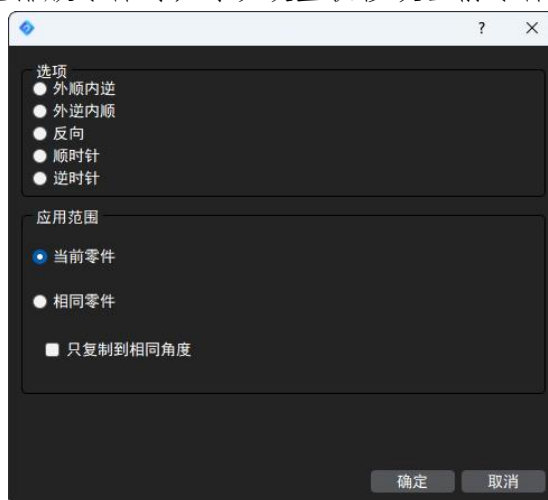 ?
选项
外顺内逆
外逆内顺
反向
顺时针
逆时针
应用范围
当前零件
相同零件
只复制到相同角度
确定 取消